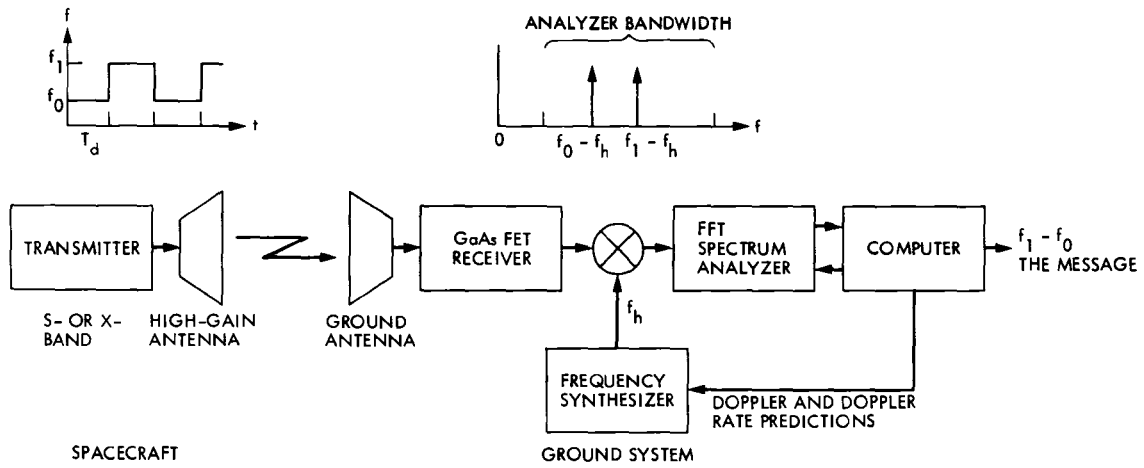 ANALYZER BANDWIDTH
f
f1
f0
t
Td
0
f0 - fh
f1 - fh
f
TRANSMITTER
GaAs FET
RECEIVER
FFT
SPECTRUM
ANALYZER
COMPUTER
f1 - f0
THE MESSAGE
S- OR X-
BAND
HIGH-GAIN
ANTENNA
GROUND
ANTENNA
fh
FREQUENCY
SYNTHESIZER
DOPPLER AND DOPPLER
RATE PREDICTIONS
SPACECRAFT
GROUND SYSTEM